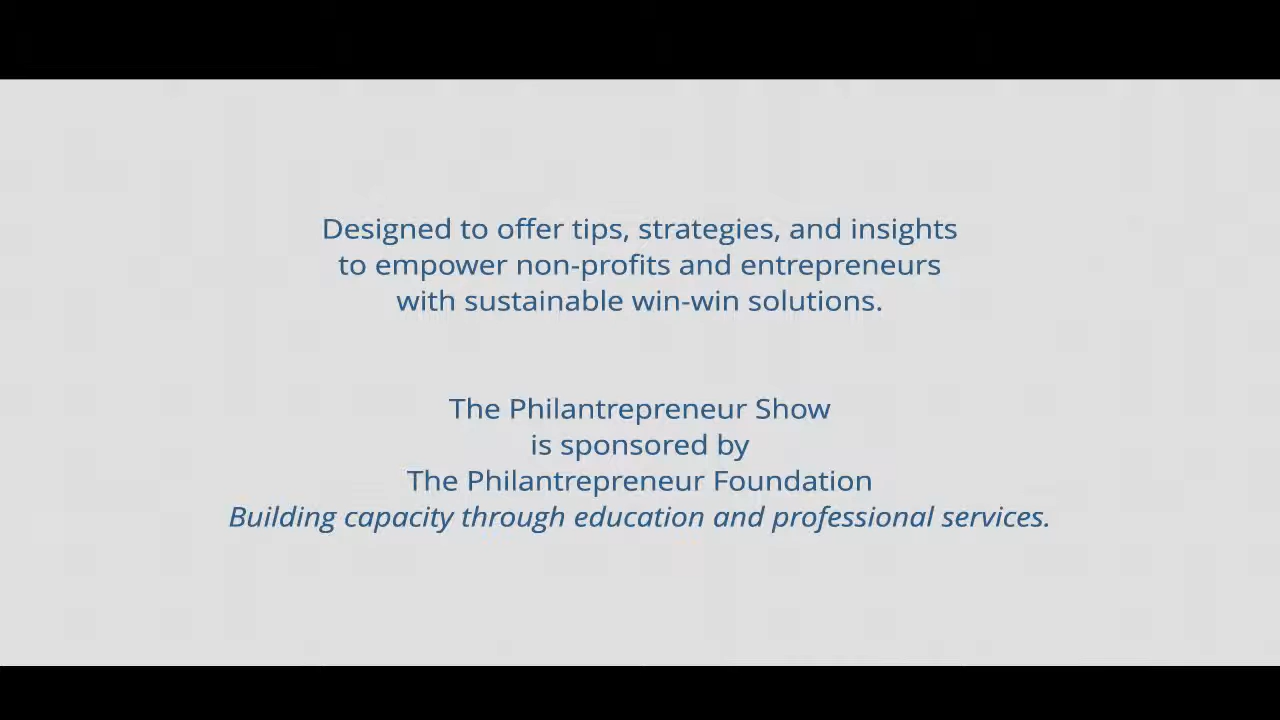 Designed to offer tips, strategies, and insights
to empower non-profits and entrepreneurs
with sustainable win-win solutions.
The Philantrepreneur Show
is sponsored by
The Philantrepreneur Foundation
Building capacity through education and professional services.